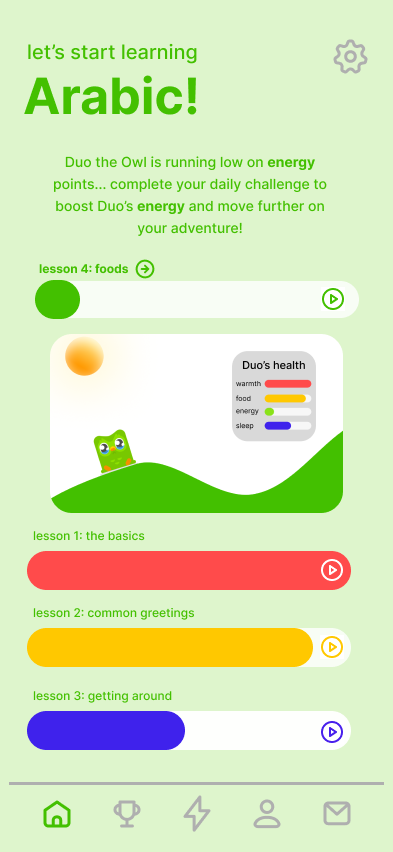 let’s start learning
Arabic!
Duo the Owl is running low on energy
points... complete your daily challenge to
boost Duo’s energy and move further on
your adventure!
lesson 4: foods
Duo’s health
warmth
food
energy
sleep
lesson 1: the basics
lesson 2: common greetings
lesson 3: getting around